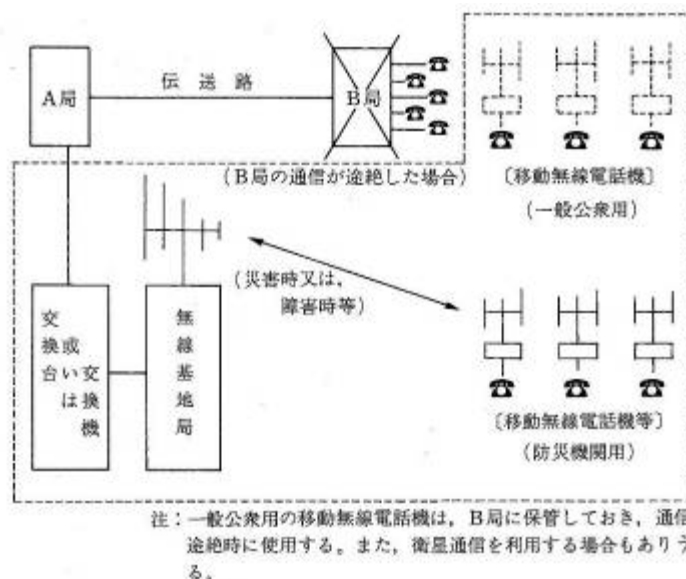 A局
伝送路
B局
(B局の通信が途絶した場合)
〔移動無線電話機〕
(一般公衆用)
(災害時又は,
障害時等)
交換台
或い は
交換機
無線基地局
〔移動無線電話機等〕
(防災機関用)
注:一般公衆用の移動無線電話機は,B局に保管しておき,通信
途絶時に使用する。また,衛星通信を利用する場合もありう
る。